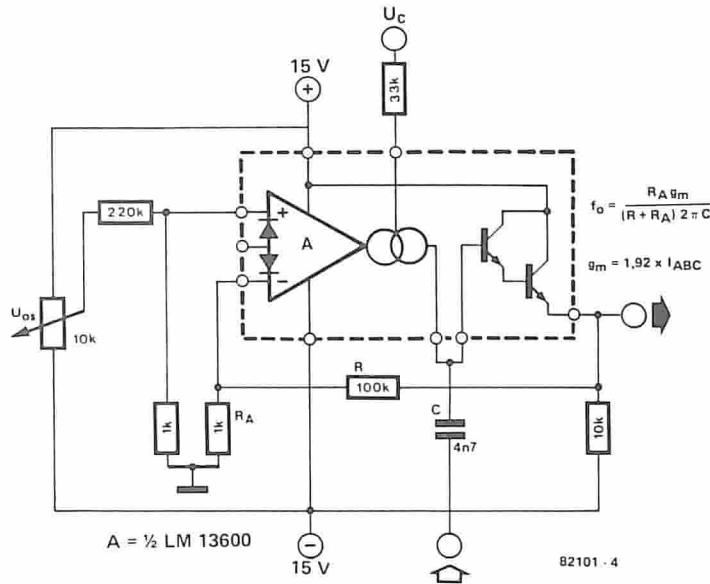 U_C
15 V
+
33k
220k
+
A
−
f_o = R_A g_m / (R + R_A) 2 π C
g_m = 1,92 x I_ABC
U_os
10k
R
100k
1k
1k
R_A
C
4n7
10k
A = ½ LM 13600
−
15 V
82101 - 4